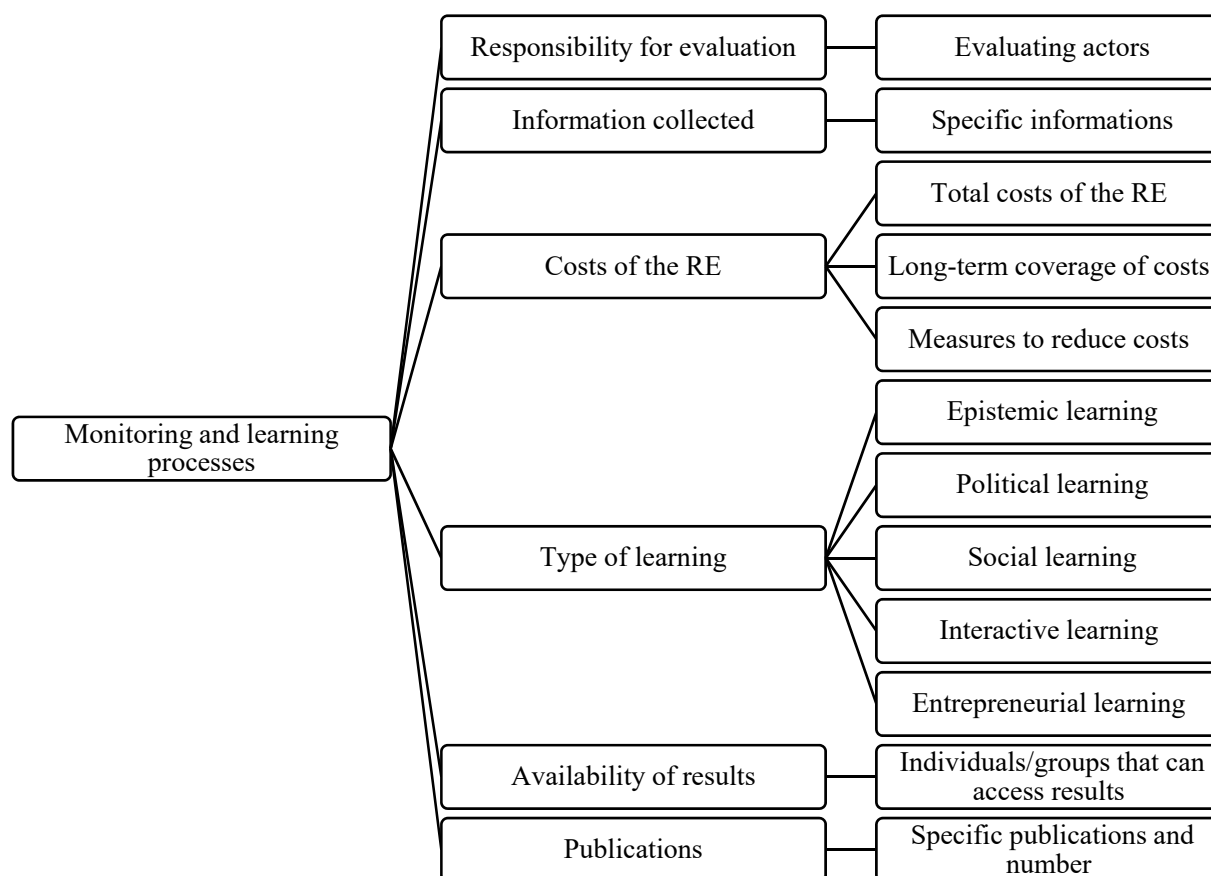 Responsibility for evaluation
Evaluating actors
Information collected
Specific informations
Costs of the RE
Total costs of the RE
Long-term coverage of costs
Measures to reduce costs
Monitoring and learning
processes
Type of learning
Epistemic learning
Political learning
Social learning
Interactive learning
Entrepreneurial learning
Availability of results
Individuals/groups that can
access results
Publications
Specific publications and
number